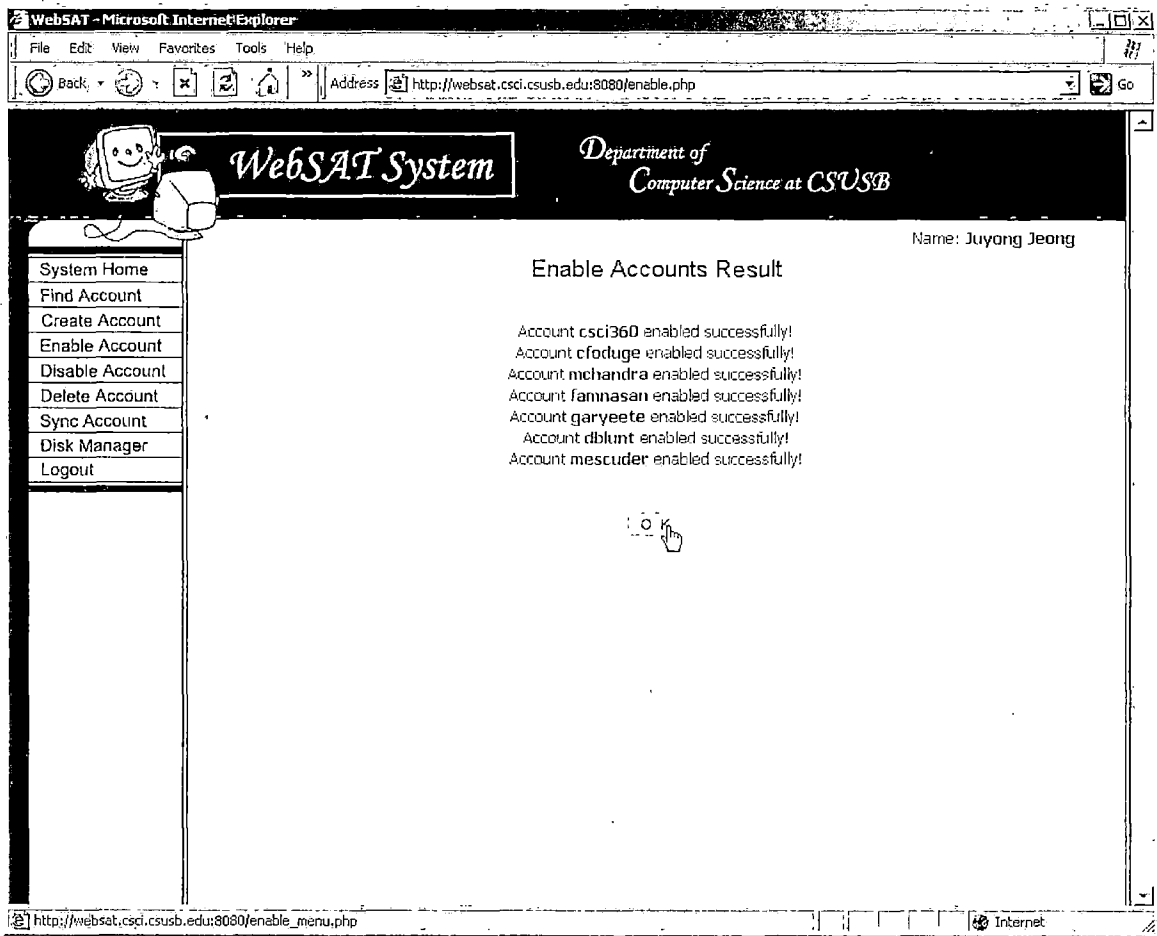 WebSAT - Microsoft Internet Explorer
File Edit View Favorites Tools Help
Back » Address http://websat.csci.csusb.edu:8080/enable.php Go
WebSAT System
Department of
Computer Science at CSUSB
Name: Juyong Jeong
System Home
Find Account
Create Account
Enable Account
Disable Account
Delete Account
Sync Account
Disk Manager
Logout
Enable Accounts Result
Account csci360 enabled successfully!
Account cfoduge enabled successfully!
Account mchandra enabled successfully!
Account famnasan enabled successfully!
Account garyeete enabled successfully!
Account dblunt enabled successfully!
Account mescuder enabled successfully!
O K
http://websat.csci.csusb.edu:8080/enable_menu.php Internet